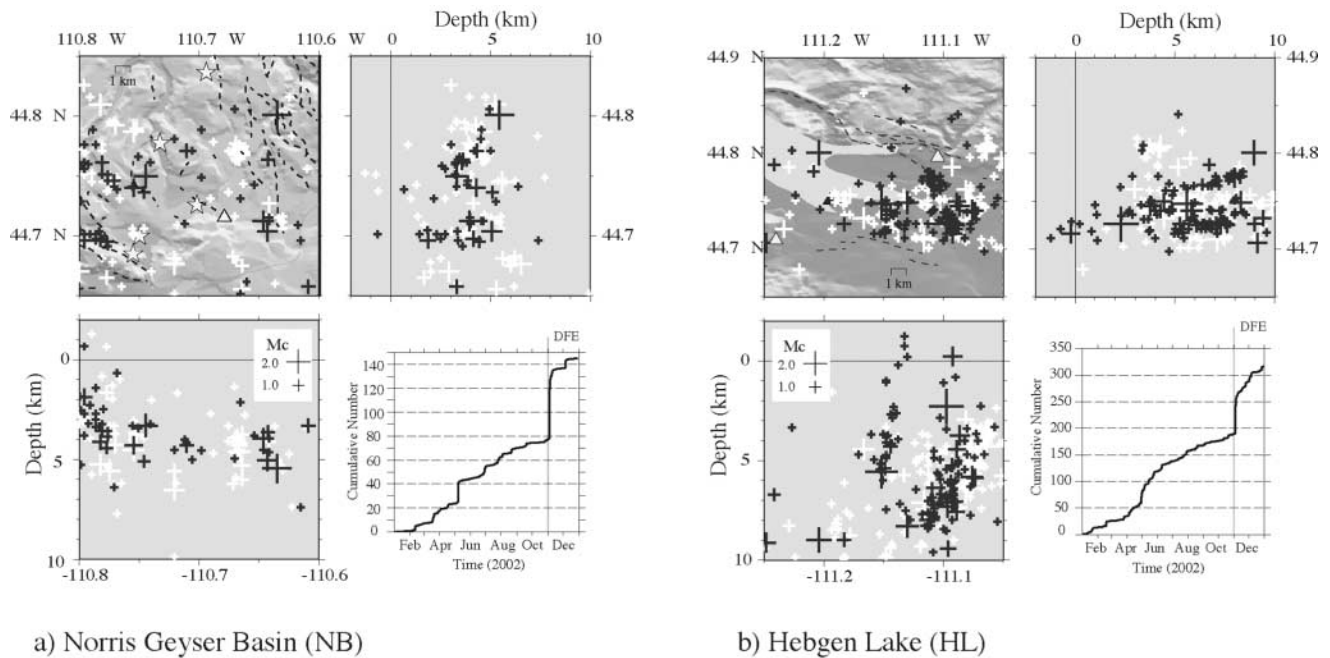 Depth (km)
110.8 W 110.7 W 110.6 W 0 5 10
1 km
44.8 N
44.7 N
44.8
44.7
Mc
2.0
1.0
0
5
10
Depth (km)
-110.8 -110.7 -110.6
DFE
140
120
100
80
60
40
20
0
Cumulative Number
Feb Apr Jun Aug Oct Dec
Time (2002)
a) Norris Geyser Basin (NB)
Depth (km)
111.2 W 111.1 W 0 5 10
44.9 N
44.8 N
44.7 N
1 km
44.9
44.8
44.7
Mc
2.0
1.0
0
5
10
Depth (km)
-111.2 -111.1
DFE
350
300
250
200
150
100
50
0
Cumulative Number
Feb Apr Jun Aug Oct Dec
Time (2002)
b) Hebgen Lake (HL)